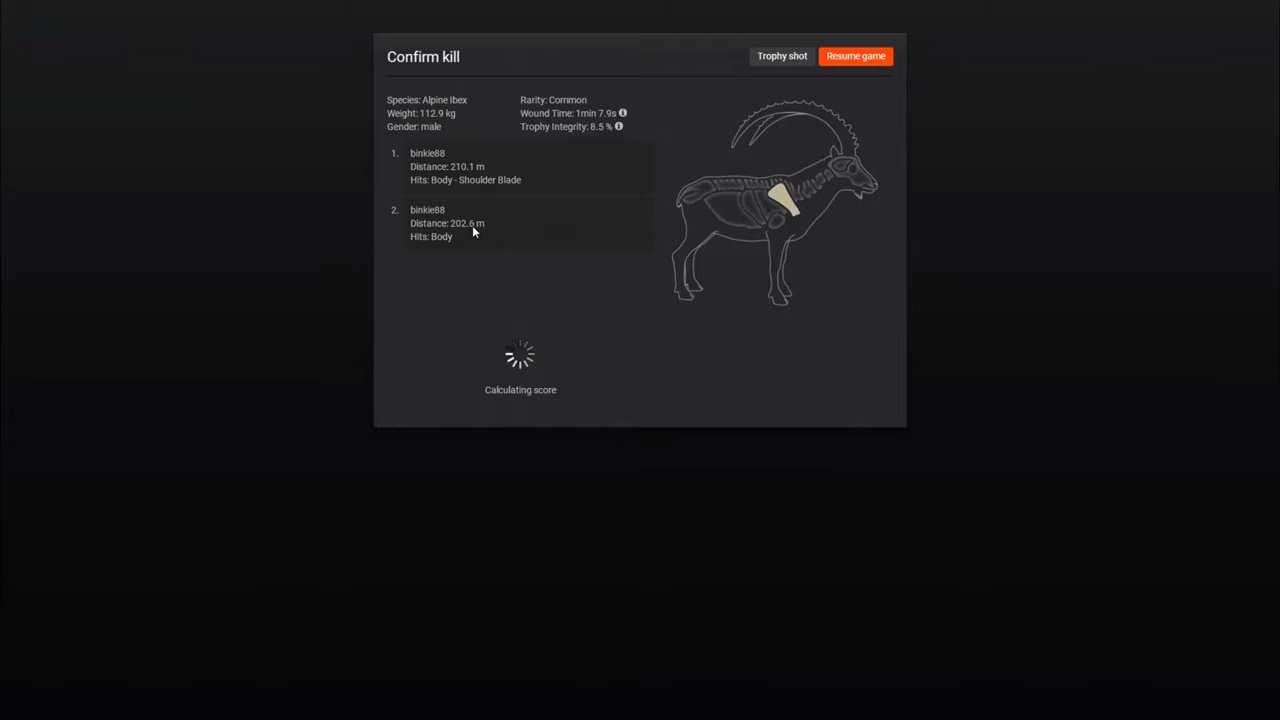 Confirm kill
Trophy shot
Resume game
Species: Alpine Ibex
Weight: 112.9 kg
Gender: male
Rarity: Common
Wound Time: 1min 7.9s
Trophy Integrity: 8.5 %
1. binkie88
Distance: 210.1 m
Hits: Body - Shoulder Blade
2. binkie88
Distance: 202.6 m
Hits: Body
Calculating score